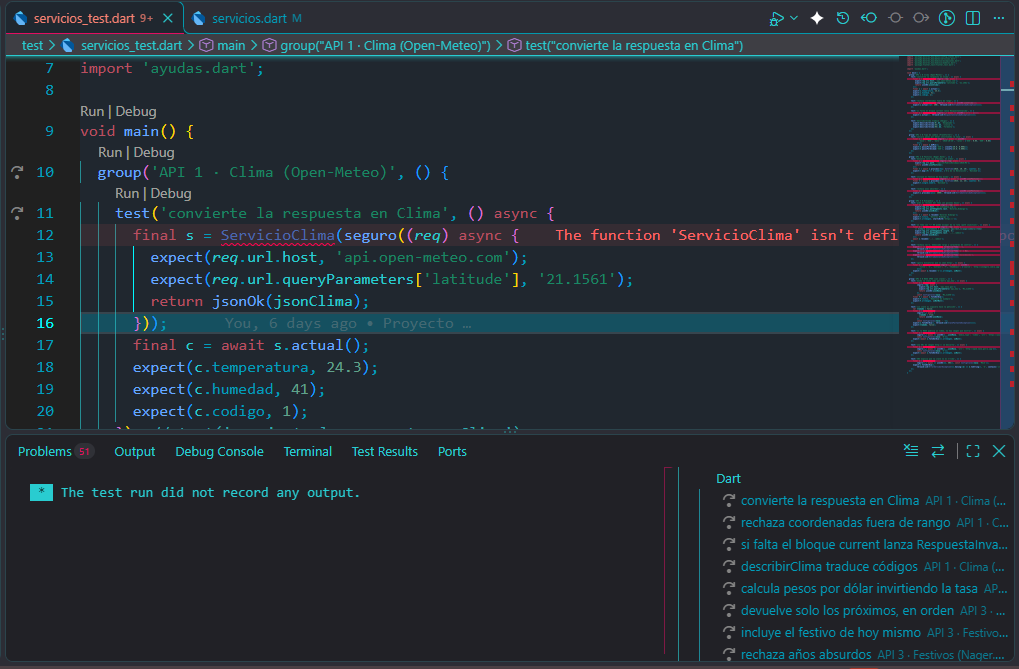 servicios_test.dart 9+
servicios.dart M
test > servicios_test.dart > main > group("API 1 · Clima (Open-Meteo)") > test("convierte la respuesta en Clima")
7 import 'ayudas.dart';
8
Run | Debug
9 void main() {
Run | Debug
10 group('API 1 · Clima (Open-Meteo)', () {
Run | Debug
11 test('convierte la respuesta en Clima', () async {
12 final s = ServicioClima(seguro((req) async { The function 'ServicioClima' isn't defi
13 expect(req.url.host, 'api.open-meteo.com');
14 expect(req.url.queryParameters['latitude'], '21.1561');
15 return jsonOk(jsonClima);
16 })); You, 6 days ago • Proyecto …
17 final c = await s.actual();
18 expect(c.temperatura, 24.3);
19 expect(c.humedad, 41);
20 expect(c.codigo, 1);
Problems 51 Output Debug Console Terminal Test Results Ports
* The test run did not record any output.
Dart
convierte la respuesta en Clima API 1 · Clima (...
rechaza coordenadas fuera de rango API 1 · C...
si falta el bloque current lanza RespuestaInva...
describirClima traduce códigos API 1 · Clima (...
calcula pesos por dólar invirtiendo la tasa AP...
devuelve solo los próximos, en orden API 3 · ...
incluye el festivo de hoy mismo API 3 · Festivo...
rechaza años absurdos API 3 · Festivos (Nager....